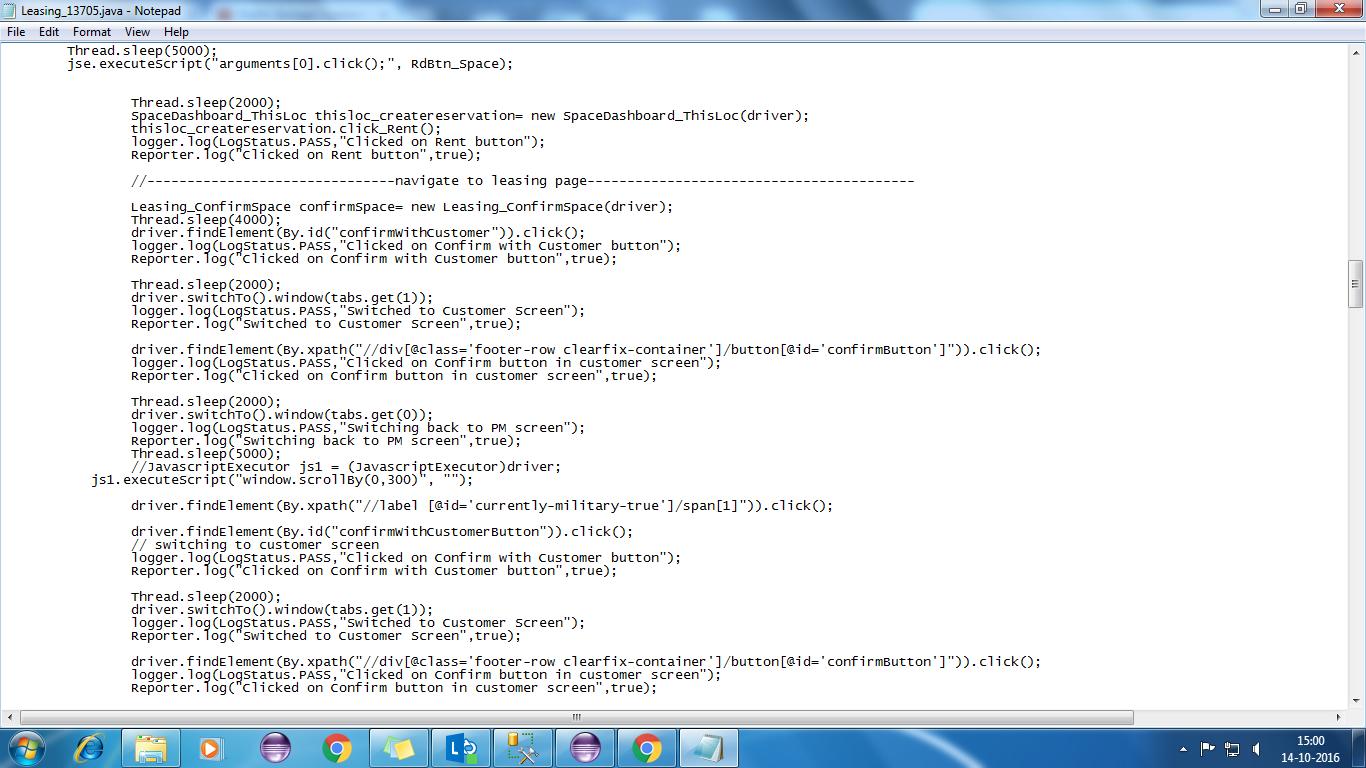 Leasing_13705.java - Notepad
File Edit Format View Help
Thread.sleep(5000);
jse.executeScript("arguments[0].click();", RdBtn_Space);
Thread.sleep(2000);
SpaceDashboard_ThisLoc thisloc_createreservation= new SpaceDashboard_ThisLoc(driver);
thisloc_createreservation.click_Rent();
logger.log(LogStatus.PASS,"Clicked on Rent button");
Reporter.log("Clicked on Rent button",true);
//-------------------------------navigate to leasing page-----------------------------------------
Leasing_ConfirmSpace confirmSpace= new Leasing_ConfirmSpace(driver);
Thread.sleep(4000);
driver.findElement(By.id("confirmWithCustomer")).click();
logger.log(LogStatus.PASS,"Clicked on Confirm with Customer button");
Reporter.log("Clicked on Confirm with Customer button",true);
Thread.sleep(2000);
driver.switchTo().window(tabs.get(1));
logger.log(LogStatus.PASS,"Switched to Customer Screen");
Reporter.log("Switched to Customer Screen",true);
driver.findElement(By.xpath("//div[@class='footer-row clearfix-container']/button[@id='confirmButton']")).click();
logger.log(LogStatus.PASS,"Clicked on Confirm button in customer screen");
Reporter.log("Clicked on Confirm button in customer screen",true);
Thread.sleep(2000);
driver.switchTo().window(tabs.get(0));
logger.log(LogStatus.PASS,"Switching back to PM screen");
Reporter.log("Switching back to PM screen",true);
Thread.sleep(5000);
//JavascriptExecutor js1 = (JavascriptExecutor)driver;
js1.executeScript("window.scrollBy(0,300)", "");
driver.findElement(By.xpath("//label [@id='currently-military-true']/span[1]")).click();
driver.findElement(By.id("confirmWithCustomerButton")).click();
// switching to customer screen
logger.log(LogStatus.PASS,"Clicked on Confirm with Customer button");
Reporter.log("Clicked on Confirm with Customer button",true);
Thread.sleep(2000);
driver.switchTo().window(tabs.get(1));
logger.log(LogStatus.PASS,"Switched to Customer Screen");
Reporter.log("Switched to Customer Screen",true);
driver.findElement(By.xpath("//div[@class='footer-row clearfix-container']/button[@id='confirmButton']")).click();
logger.log(LogStatus.PASS,"Clicked on Confirm button in customer screen");
Reporter.log("Clicked on Confirm button in customer screen",true);
15:00
14-10-2016